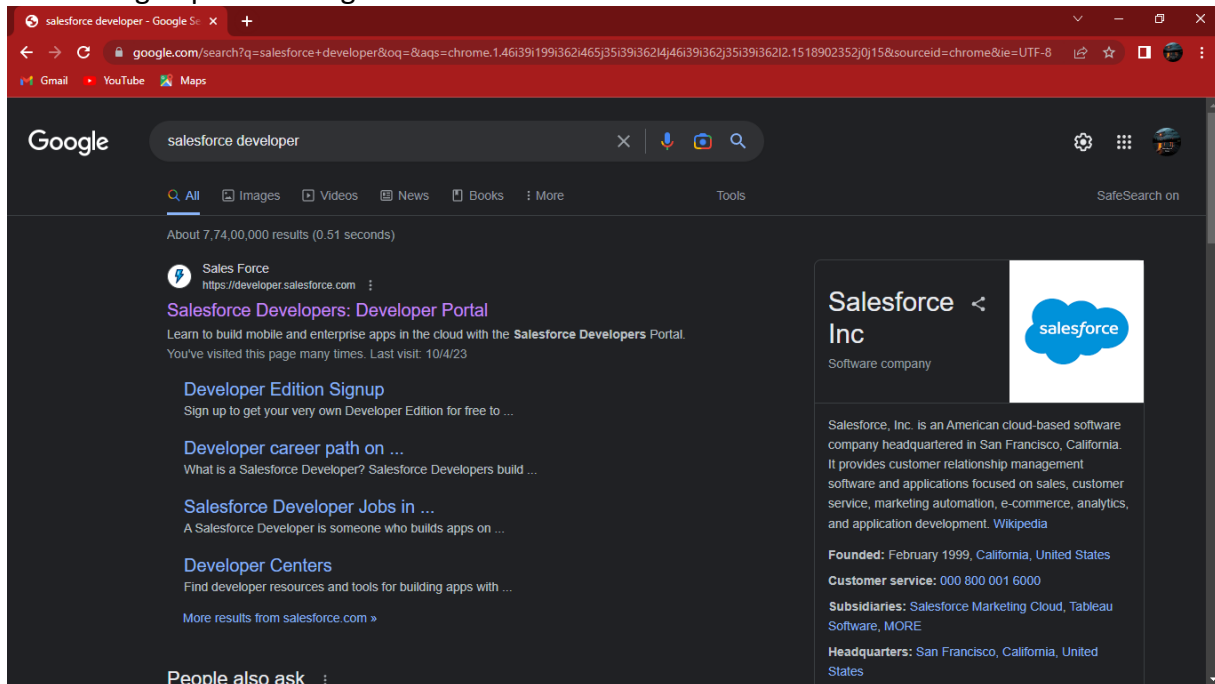 salesforce developer - Google Se
google.com/search?q=salesforce+developer&oq=&aqs=chrome.1.46i39i199i362i465j35i39i362l4j46i39i362j35i39i362l2.1518902352j0j15&sourceid=chrome&ie=UTF-8
Gmail YouTube Maps
Google
salesforce developer
All Images Videos News Books More Tools SafeSearch on
About 7,74,00,000 results (0.51 seconds)
Sales Force
https://developer.salesforce.com
Salesforce Developers: Developer Portal
Learn to build mobile and enterprise apps in the cloud with the Salesforce Developers Portal.
You've visited this page many times. Last visit: 10/4/23
Developer Edition Signup
Sign up to get your very own Developer Edition for free to ...
Developer career path on ...
What is a Salesforce Developer? Salesforce Developers build ...
Salesforce Developer Jobs in ...
A Salesforce Developer is someone who builds apps on ...
Developer Centers
Find developer resources and tools for building apps with ...
More results from salesforce.com »
People also ask
Salesforce
Inc
Software company
salesforce
Salesforce, Inc. is an American cloud-based software
company headquartered in San Francisco, California.
It provides customer relationship management
software and applications focused on sales, customer
service, marketing automation, e-commerce, analytics,
and application development. Wikipedia
Founded: February 1999, California, United States
Customer service: 000 800 001 6000
Subsidiaries: Salesforce Marketing Cloud, Tableau
Software, MORE
Headquarters: San Francisco, California, United
States